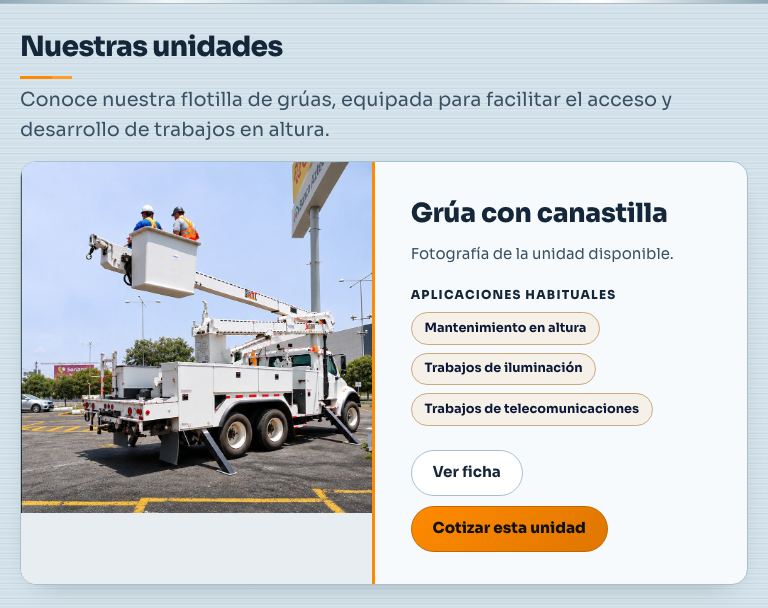 Nuestras unidades
Conoce nuestra flotilla de grúas, equipada para facilitar el acceso y
desarrollo de trabajos en altura.
Grúa con canastilla
Fotografía de la unidad disponible.
APLICACIONES HABITUALES
Mantenimiento en altura
Trabajos de iluminación
Trabajos de telecomunicaciones
Ver ficha
Cotizar esta unidad